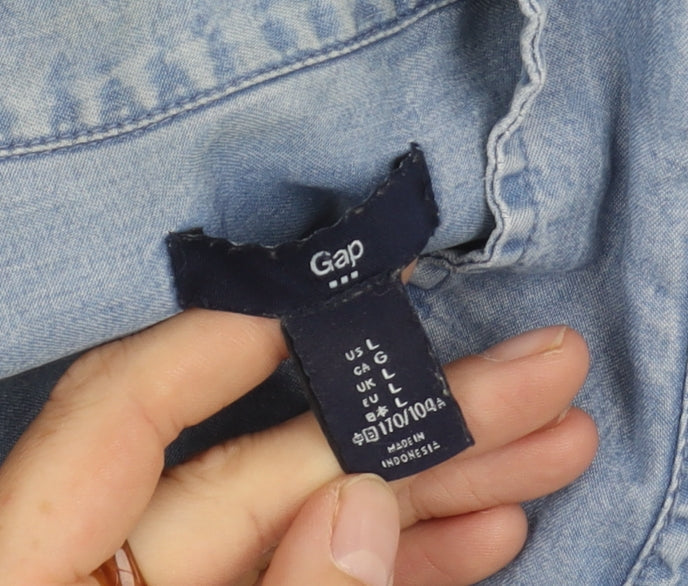 Gap
US L
CA G
UK L
EU L
日本 L
中国 170/104A
MADE IN
INDONESIA